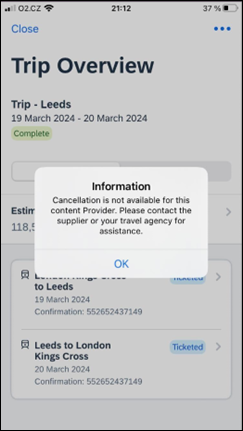 O2.CZ 21:12 37 %
Close
Trip Overview
Trip - Leeds
19 March 2024 - 20 March 2024
Complete
Information
Cancellation is not available for this
content Provider. Please contact the
supplier or your travel agency for
assistance.
OK
Estim
118,5
London Kings Cross Ticketed
to Leeds
19 March 2024
Confirmation: 552652437149
Leeds to London Ticketed
Kings Cross
20 March 2024
Confirmation: 552652437149